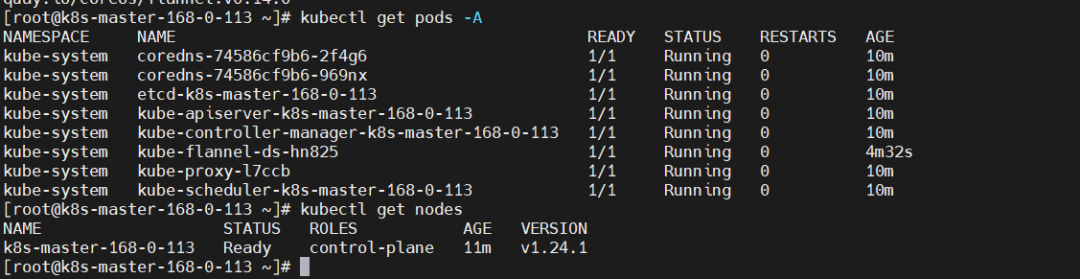 quay.io/coreos/flannel:v0.14.0
[root@k8s-master-168-0-113 ~]# kubectl get pods -A
NAMESPACE NAME READY STATUS RESTARTS AGE
kube-system coredns-74586cf9b6-2f4g6 1/1 Running 0 10m
kube-system coredns-74586cf9b6-969nx 1/1 Running 0 10m
kube-system etcd-k8s-master-168-0-113 1/1 Running 0 10m
kube-system kube-apiserver-k8s-master-168-0-113 1/1 Running 0 10m
kube-system kube-controller-manager-k8s-master-168-0-113 1/1 Running 0 10m
kube-system kube-flannel-ds-hn825 1/1 Running 0 4m32s
kube-system kube-proxy-l7ccb 1/1 Running 0 10m
kube-system kube-scheduler-k8s-master-168-0-113 1/1 Running 0 10m
[root@k8s-master-168-0-113 ~]# kubectl get nodes
NAME STATUS ROLES AGE VERSION
k8s-master-168-0-113 Ready control-plane 11m v1.24.1
[root@k8s-master-168-0-113 ~]#